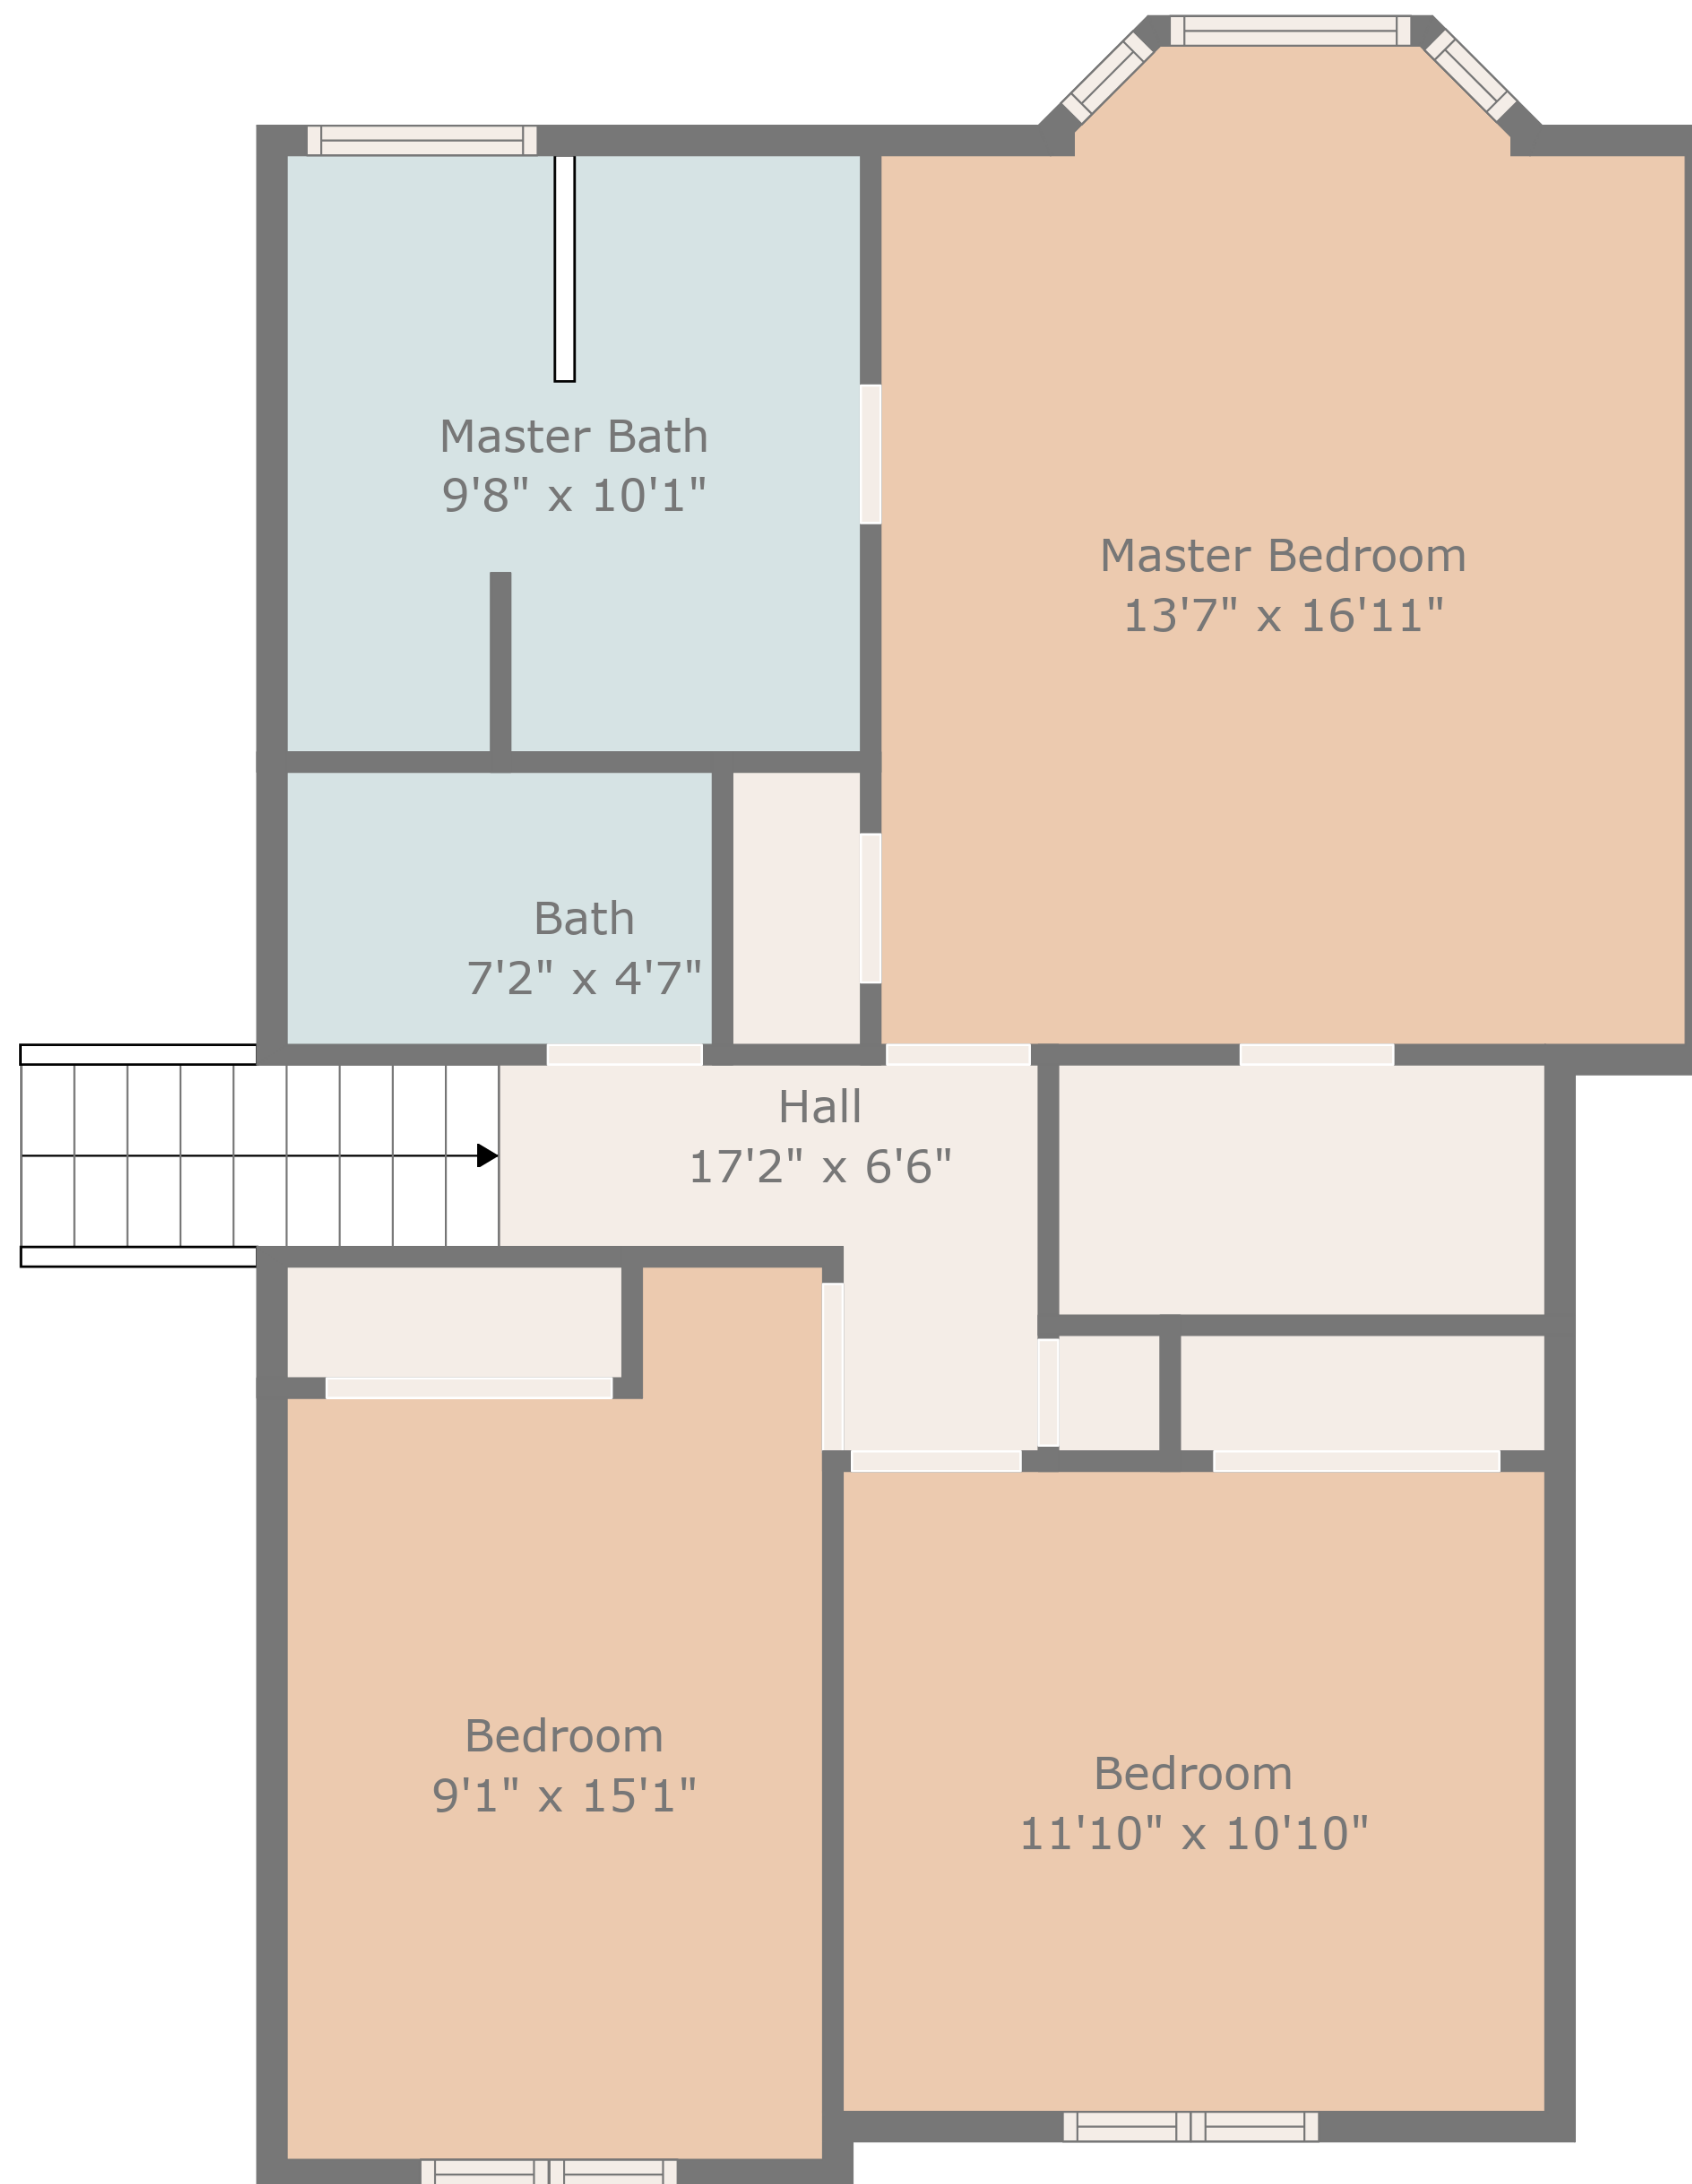 Master Bath
9'8" x 10'1"
Master Bedroom
13'7" x 16'11"
Bath
7'2" x 4'7"
Hall
17'2" x 6'6"
Bedroom
9'1" x 15'1"
Bedroom
11'10" x 10'10"